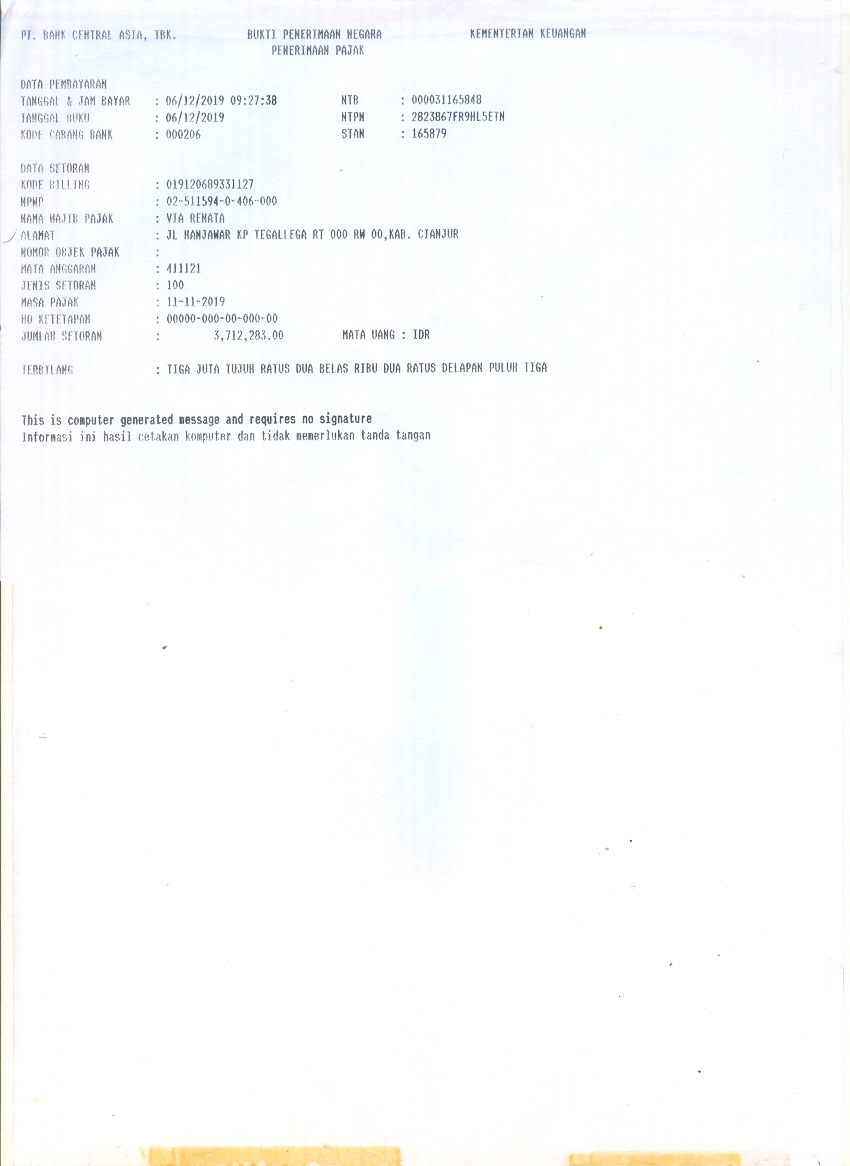 PT. BANK CENTRAL ASIA, TBK. BUKTI PENERIMAAN NEGARA KEMENTERIAN KEUANGAN
PENERIMAAN PAJAK
DATA PEMBAYARAN
TANGGAL & JAM BAYAR : 06/12/2019 09:27:38 NTB : 000031165848
TANGGAL BUKU : 06/12/2019 NTPN : 2823867FR9HL5ETN
KODE CABANG BANK : 000206 STAN : 165879
DATA SETORAN
KODE BILLING : 019120689331127
NPWP : 02-511594-0-406-000
NAMA WAJIB PAJAK : VIA RENATA
ALAMAT : JL HANJAWAR KP TEGALLEGA RT 000 RW 00,KAB. CIANJUR
NOMOR OBJEK PAJAK :
MATA ANGGARAN : 411121
JENIS SETORAN : 100
MASA PAJAK : 11-11-2019
NO KETETAPAN : 00000-000-00-000-00
JUMLAH SETORAN : 3,712,283.00 MATA UANG : IDR
TERBILANG : TIGA JUTA TUJUH RATUS DUA BELAS RIBU DUA RATUS DELAPAN PULUH TIGA
This is computer generated message and requires no signature
Informasi ini hasil cetakan komputer dan tidak memerlukan tanda tangan